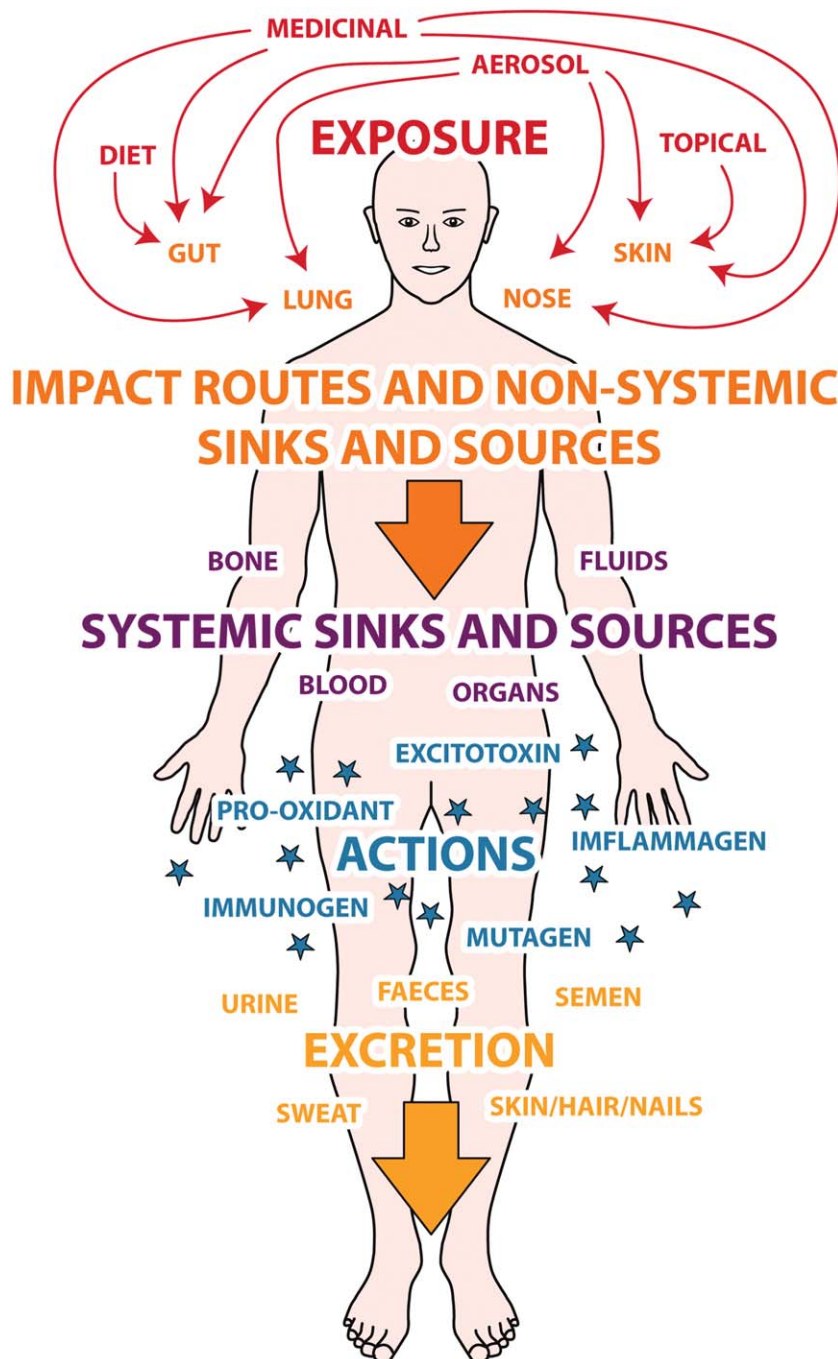 MEDICINAL
AEROSOL
EXPOSURE
DIET
TOPICAL
GUT
SKIN
LUNG
NOSE
IMPACT ROUTES AND NON-SYSTEMIC
SINKS AND SOURCES
BONE
FLUIDS
SYSTEMIC SINKS AND SOURCES
BLOOD
ORGANS
EXCITOTOXIN
PRO-OXIDANT
ACTIONS
IMFLAMMAGEN
IMMUNOGEN
MUTAGEN
URINE
FAECES
SEMEN
EXCRETION
SWEAT
SKIN/HAIR/NAILS